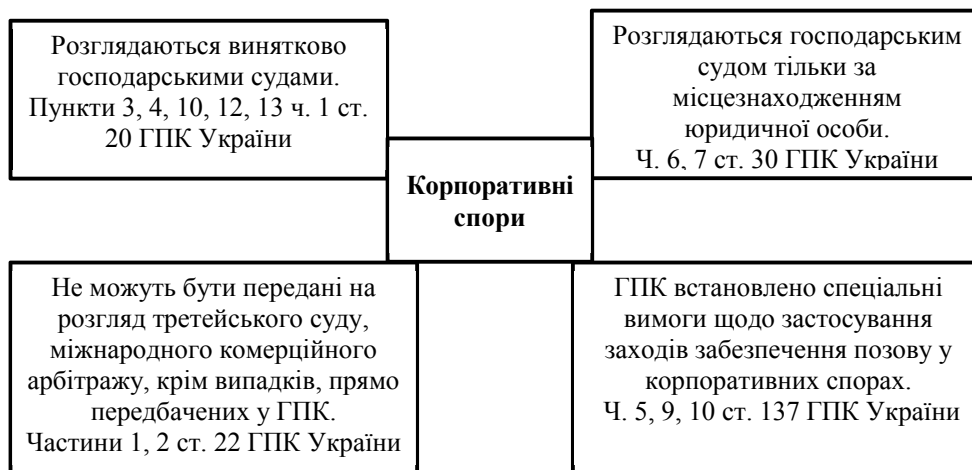 Розглядаються винятково
господарськими судами.
Пункти 3, 4, 10, 12, 13 ч. 1 ст.
20 ГПК України
Розглядаються господарським
судом тільки за
місцезнаходженням
юридичної особи.
Ч. 6, 7 ст. 30 ГПК України
Корпоративні
спори
Не можуть бути передані на
розгляд третейського суду,
міжнародного комерційного
арбітражу, крім випадків, прямо
передбачених у ГПК.
Частини 1, 2 ст. 22 ГПК України
ГПК встановлено спеціальні
вимоги щодо застосування
заходів забезпечення позову у
корпоративних спорах.
Ч. 5, 9, 10 ст. 137 ГПК України